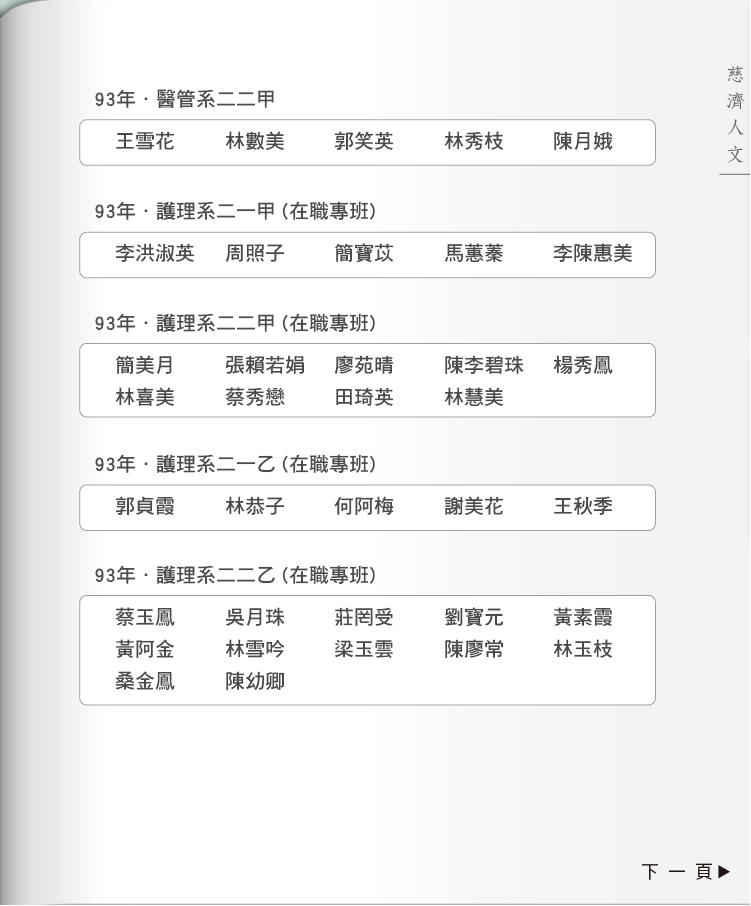 慈濟人文
93年．醫管系二二甲
王雪花 林數美 郭笑英 林秀枝 陳月娥
93年．護理系二一甲 (在職專班)
李洪淑英 周照子 簡寶苡 馬蕙蓁 李陳惠美
93年．護理系二二甲 (在職專班)
簡美月 張賴若娟 廖苑晴 陳李碧珠 楊秀鳳
林喜美 蔡秀戀 田琦英 林慧美
93年．護理系二一乙 (在職專班)
郭貞霞 林恭子 何阿梅 謝美花 王秋季
93年．護理系二二乙 (在職專班)
蔡玉鳳 吳月珠 莊罔受 劉寶元 黃素霞
黃阿金 林雪吟 梁玉雲 陳廖常 林玉枝
桑金鳳 陳幼卿
下一頁▶